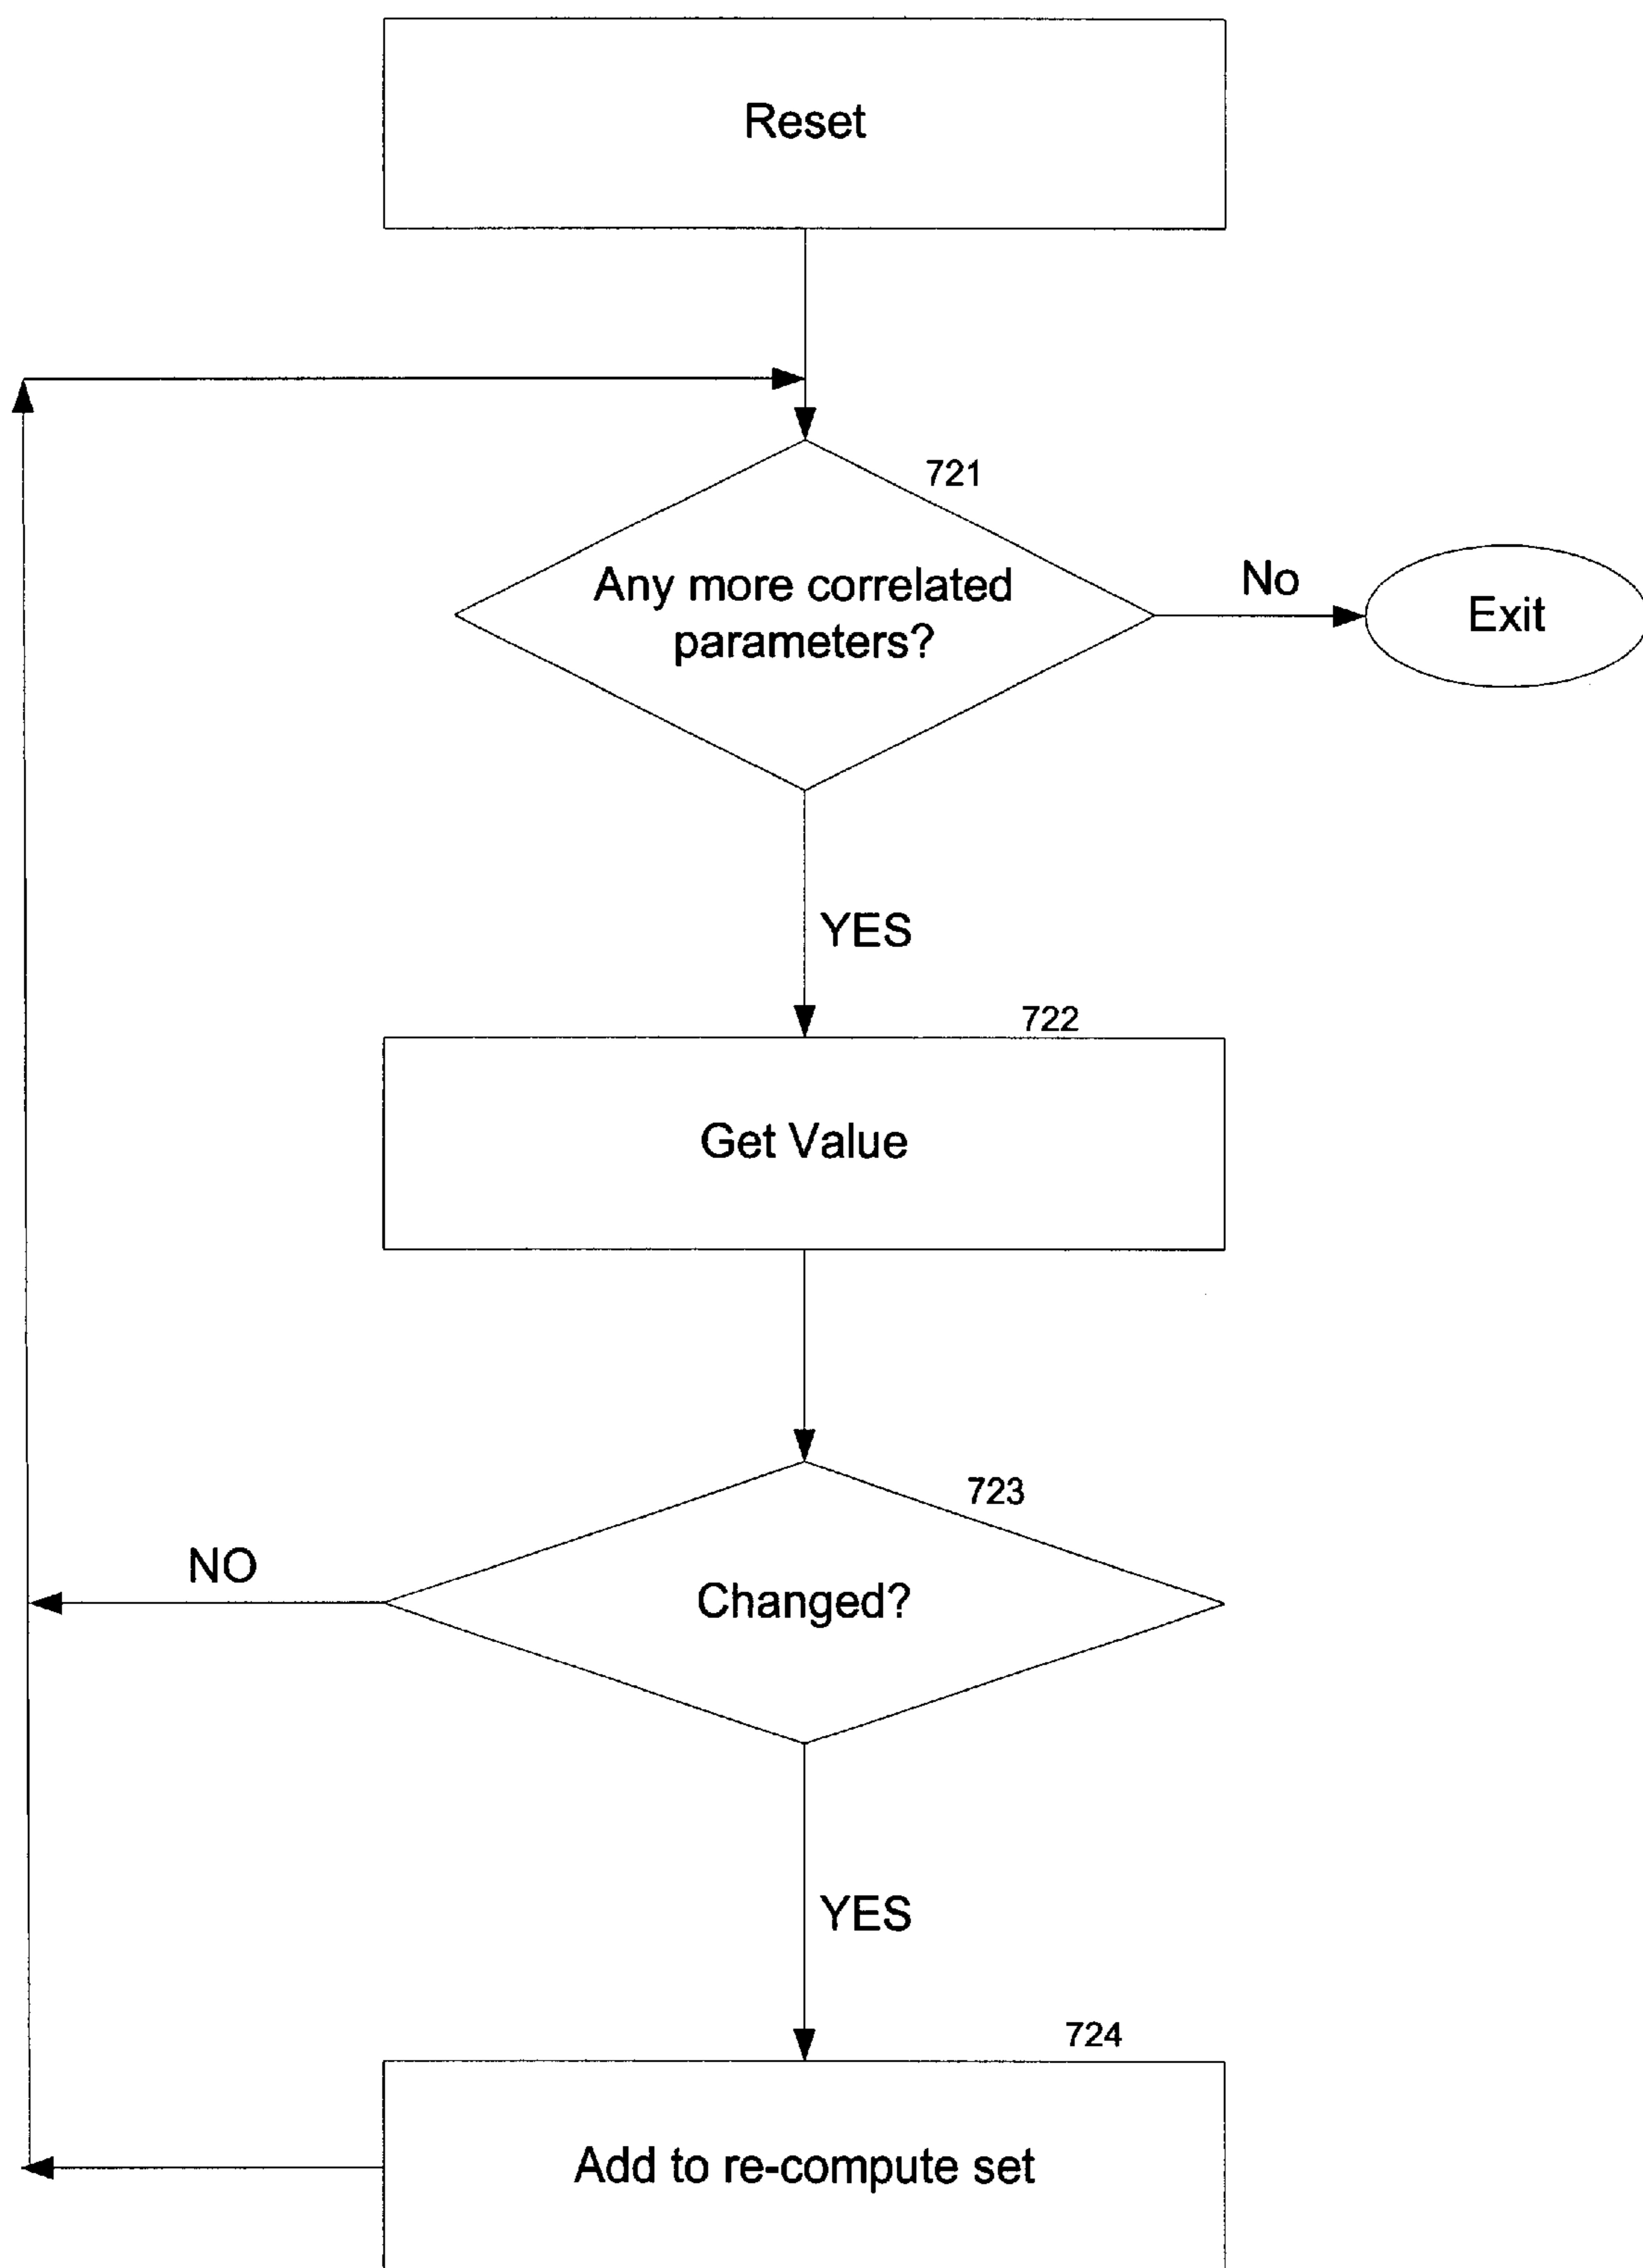 Reset
721
Any more correlated
parameters?
No
Exit
YES
722
Get Value
723
Changed?
NO
YES
724
Add to re-compute set